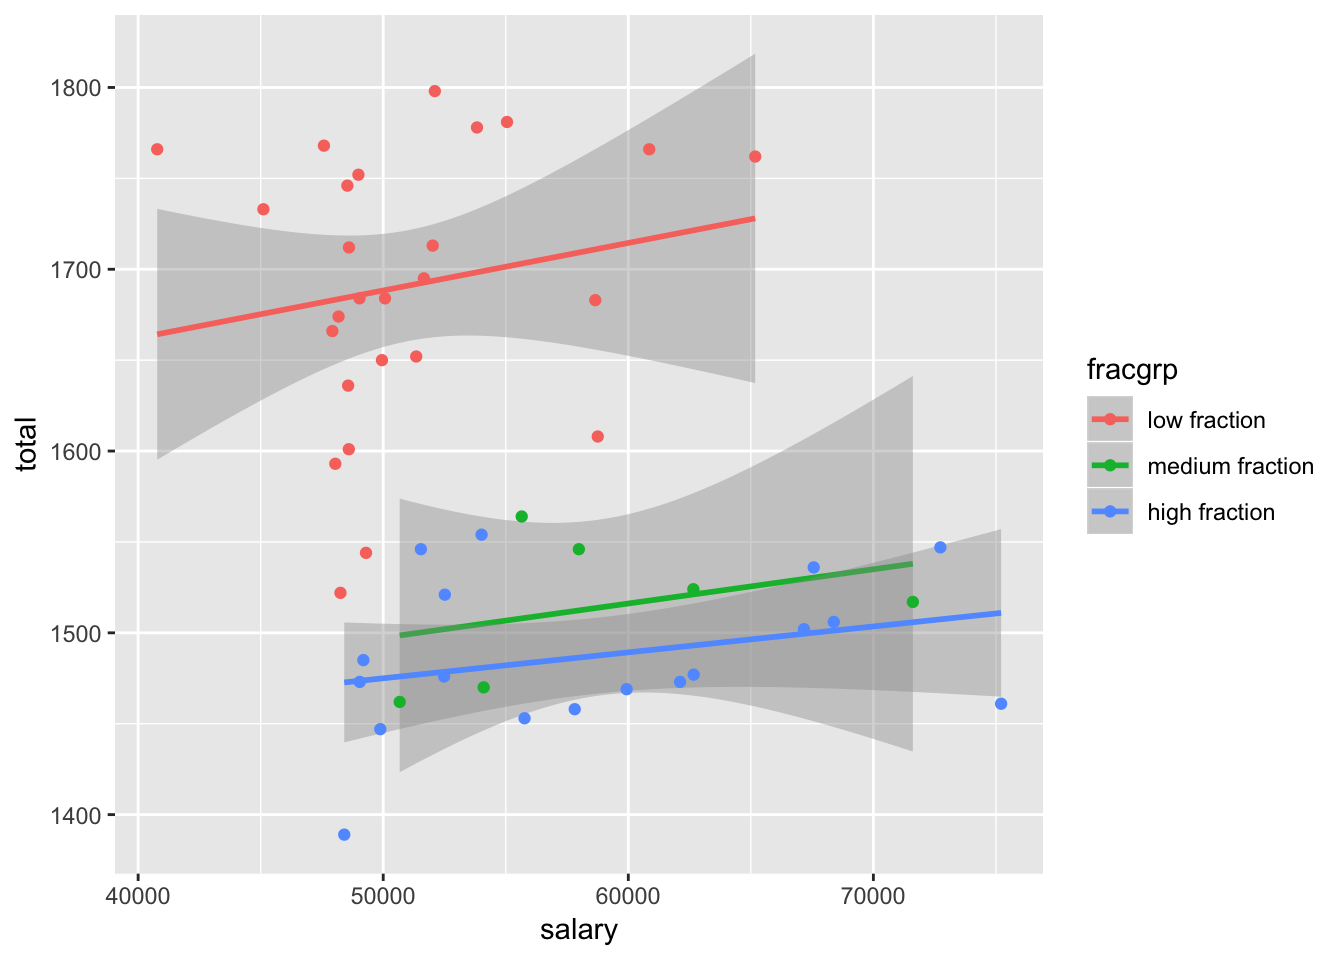 1800
1700
1600
1500
1400
total
40000 50000 60000 70000
salary
fracgrp
low fraction
medium fraction
high fraction